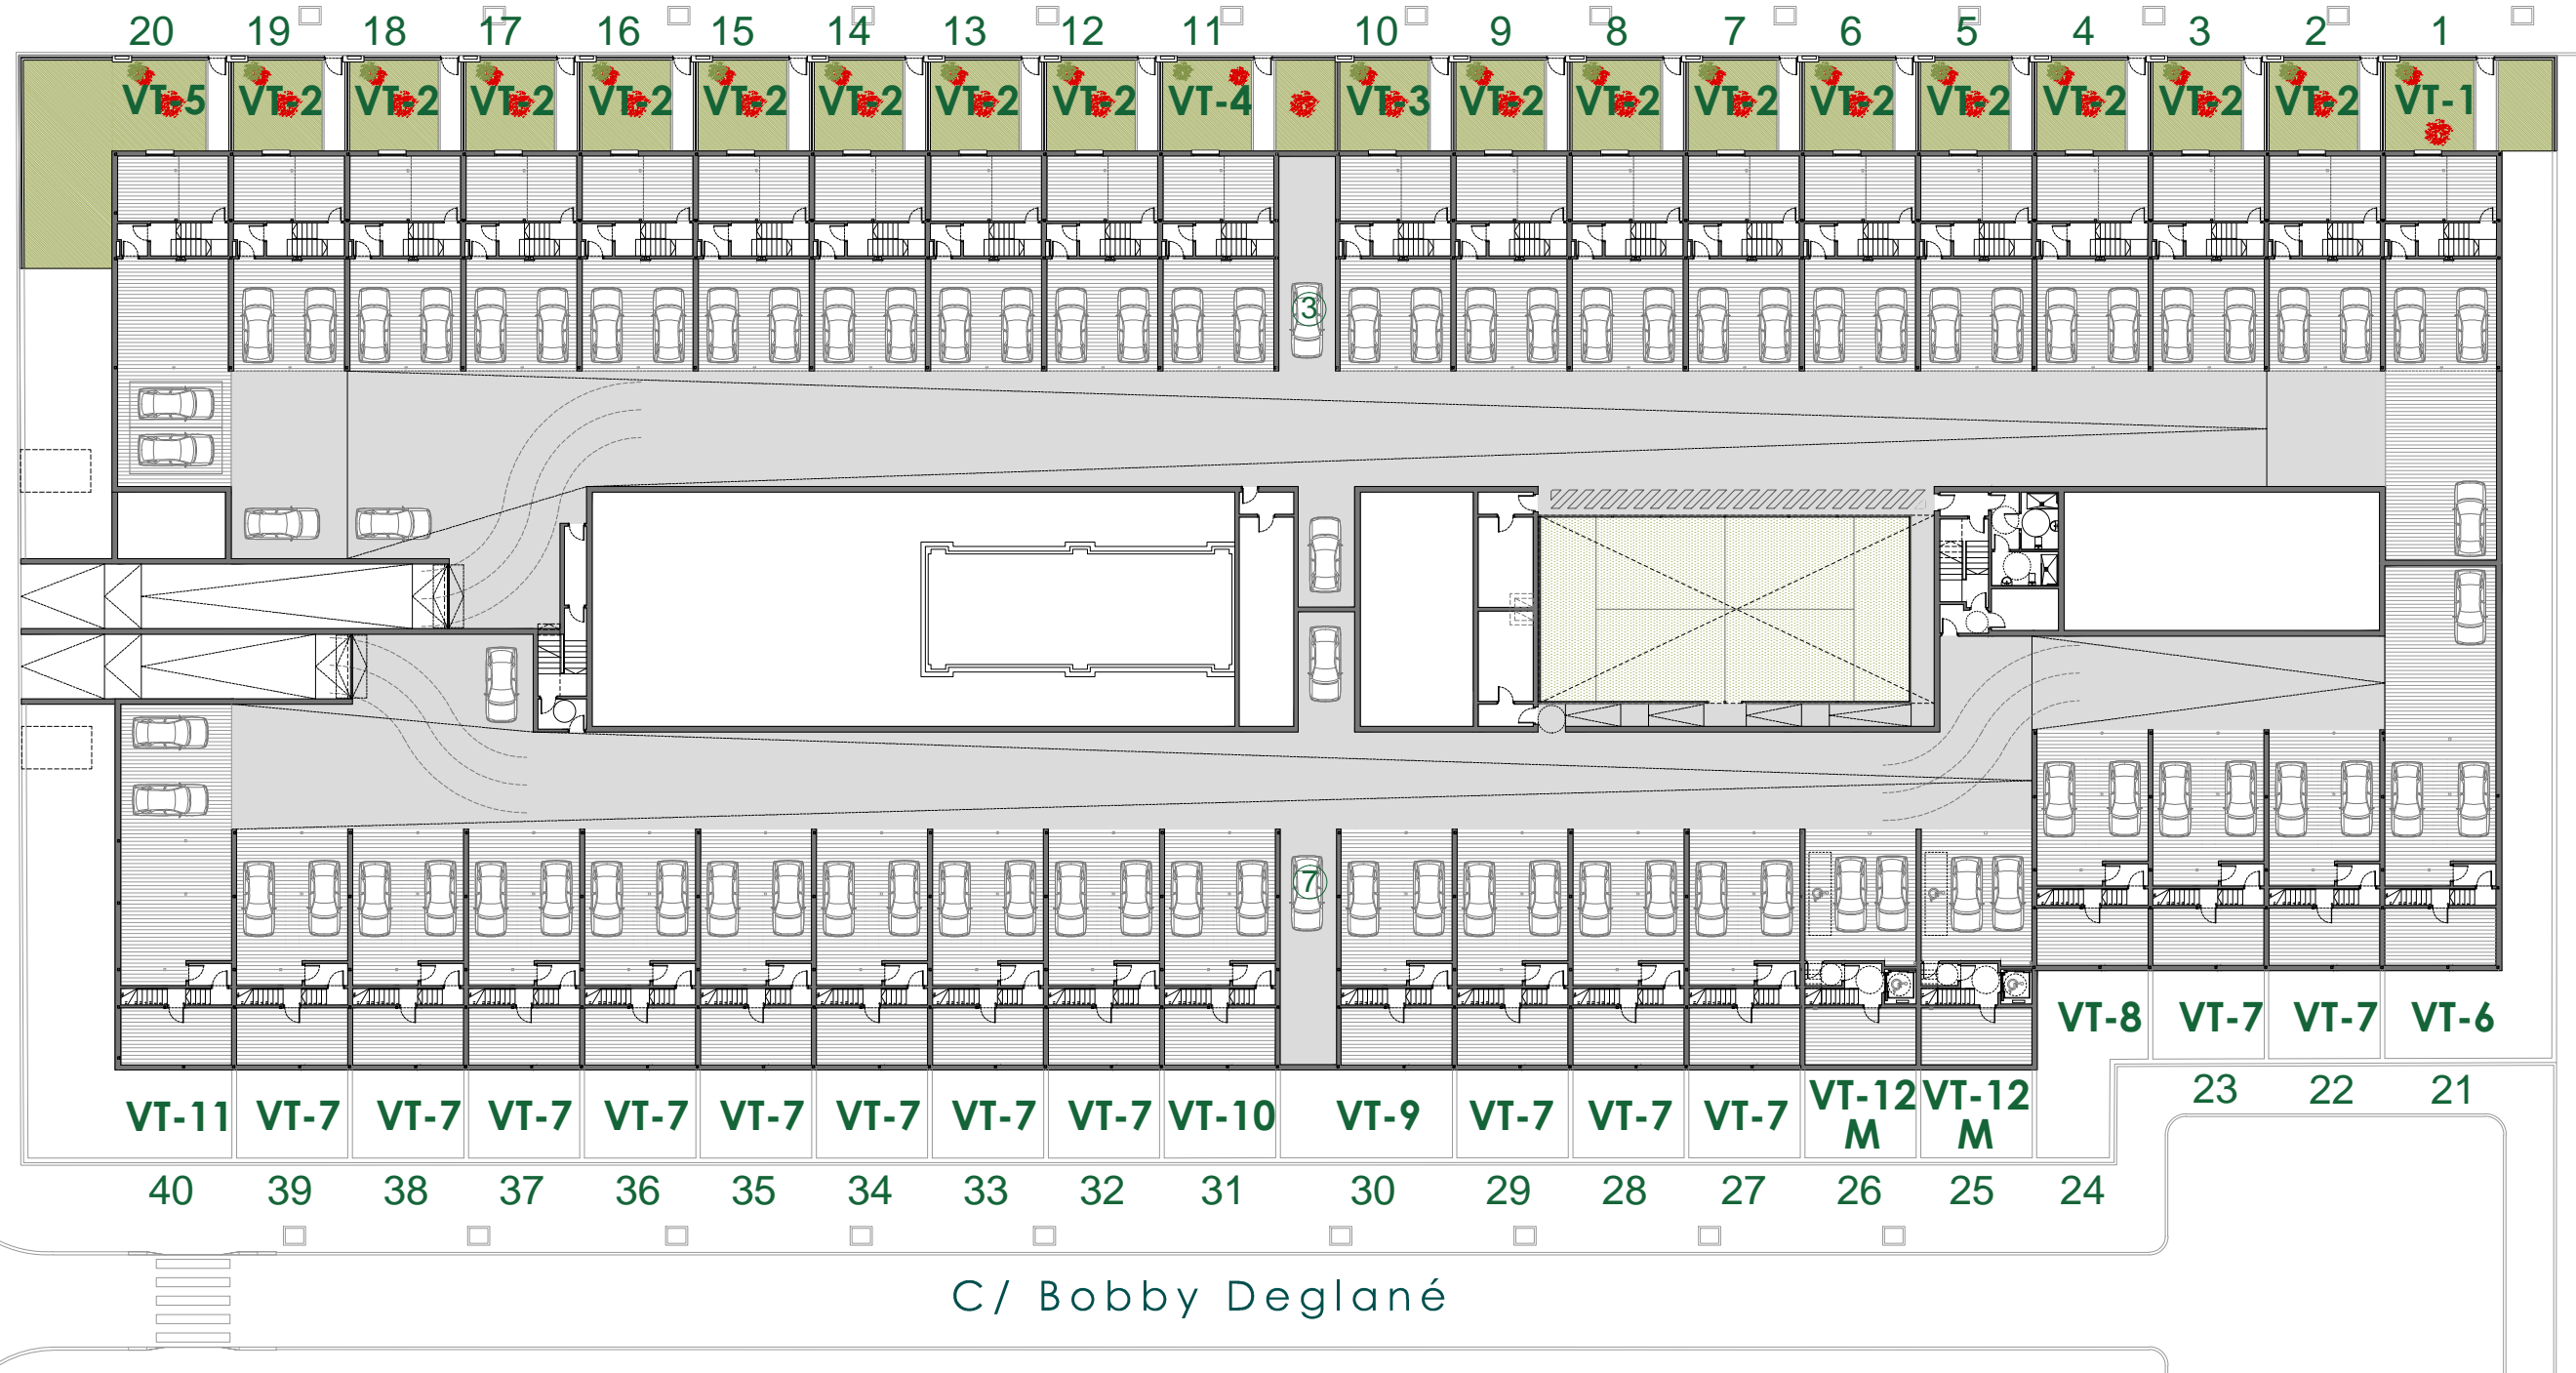 20 19 18 17 16 15 14 13 12 11 10 9 8 7 6 5 4 3 2 1
VT-5 VT-2 VT-2 VT-2 VT-2 VT-2 VT-2 VT-2 VT-2 VT-4 VT-3 VT-2 VT-2 VT-2 VT-2 VT-2 VT-2 VT-2 VT-2 VT-1
3
7
VT-8 VT-7 VT-7 VT-6
23 22 21
VT-11 VT-7 VT-7 VT-7 VT-7 VT-7 VT-7 VT-7 VT-7 VT-10 VT-9 VT-7 VT-7 VT-7 VT-12 VT-12
M M
40 39 38 37 36 35 34 33 32 31 30 29 28 27 26 25 24
C/ Bobby Deglané